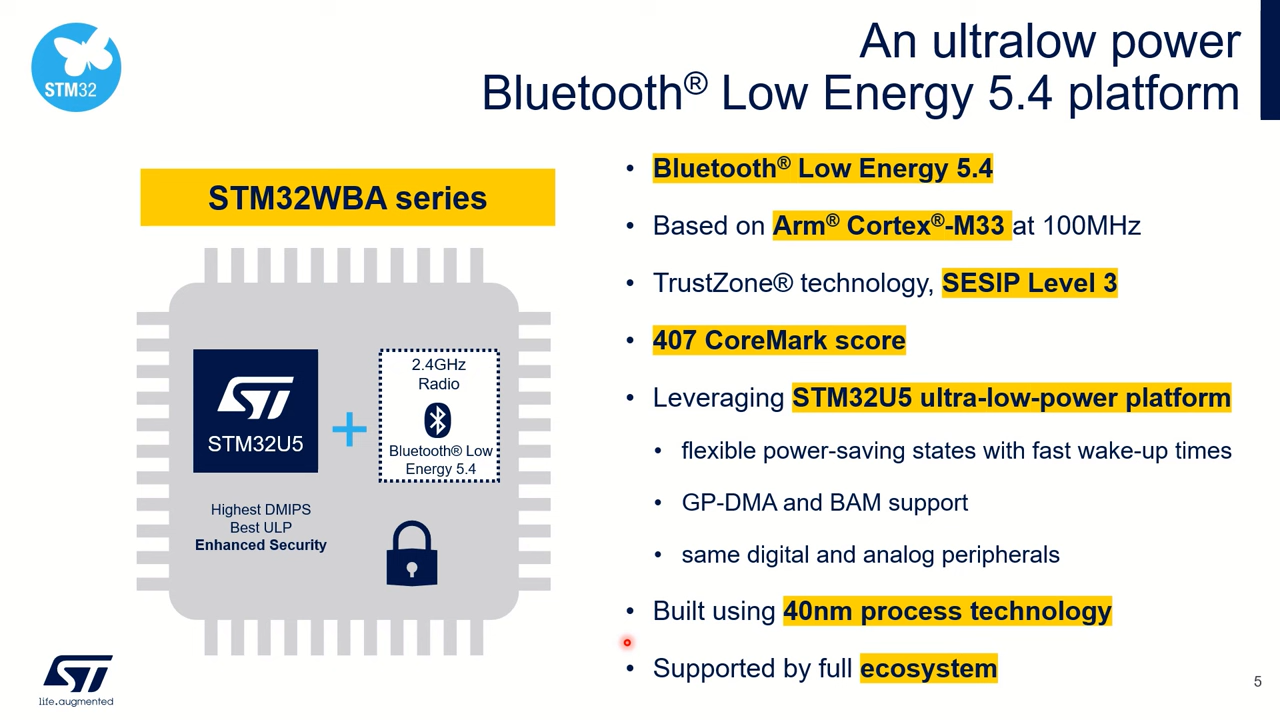 STM32
An ultralow power
Bluetooth® Low Energy 5.4 platform
STM32WBA series
ST
STM32U5
2.4GHz
Radio
Bluetooth® Low
Energy 5.4
Highest DMIPS
Best ULP
Enhanced Security
• Bluetooth® Low Energy 5.4
• Based on Arm® Cortex®-M33 at 100MHz
• TrustZone® technology, SESIP Level 3
• 407 CoreMark score
• Leveraging STM32U5 ultra-low-power platform
• flexible power-saving states with fast wake-up times
• GP-DMA and BAM support
• same digital and analog peripherals
• Built using 40nm process technology
• Supported by full ecosystem
ST
life.augmented
5